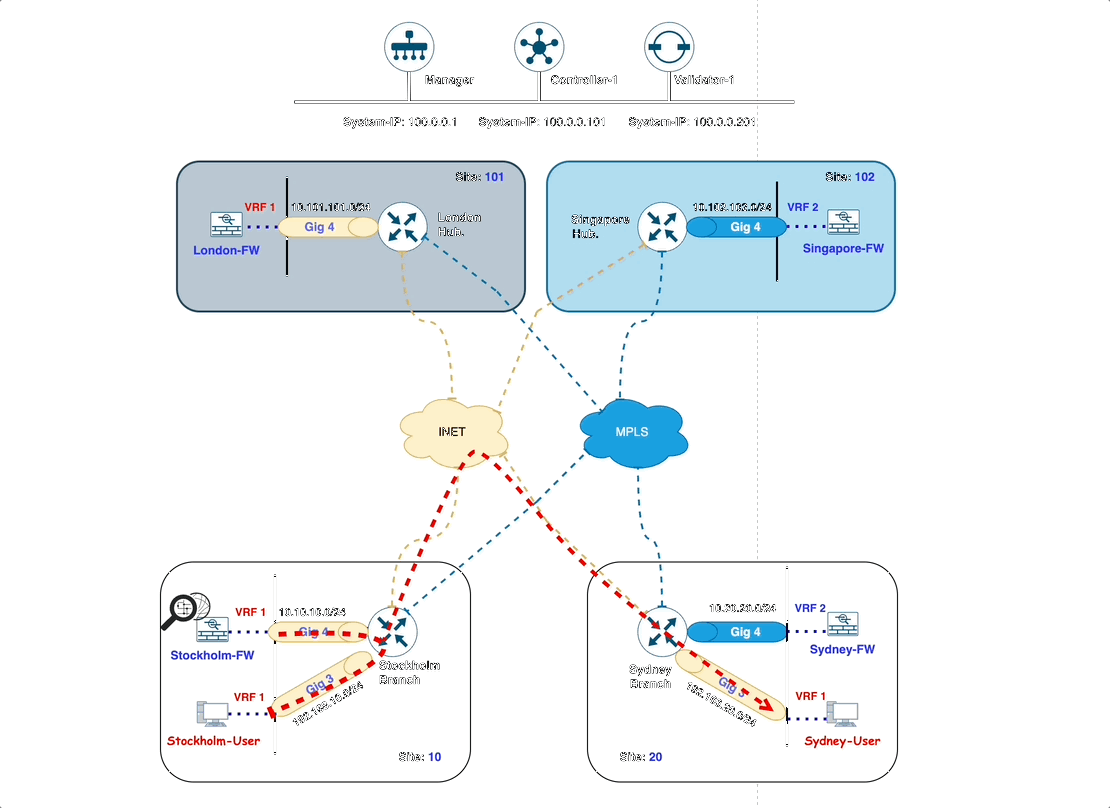 Manager
Controller-1
Validator-1
System-IP: 100.0.0.1
System-IP: 100.0.0.101
System-IP: 100.0.0.201
Site: 101
VRF 1
10.101.101.0/24
Gig 4
London
Hub.
London-FW
Site: 102
Singapore
Hub.
Gig 4
VRF 2
Singapore-FW
INET
MPLS
VRF 1
10.10.10.0/24
Gig 4
Stockholm-FW
Stockholm
Branch
VRF 1
Gig 3
192.168.10.0/24
Stockholm-User
Site: 10
10.20.20.0/24
VRF 2
Gig 4
Sydney-FW
Sydney
Branch
Gig 3
192.168.20.0/24
VRF 1
Sydney-User
Site: 20